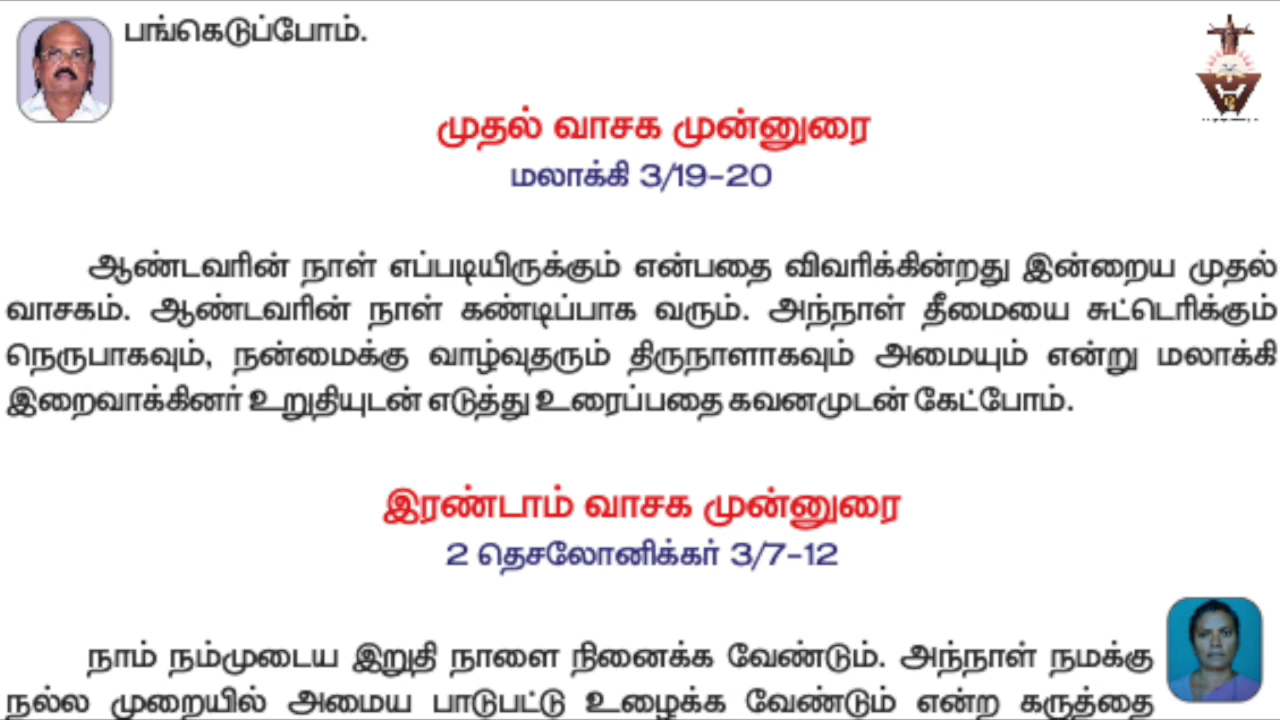 பங்கெடுப்போம்.
முதல் வாசக முன்னுரை
மலாக்கி 3/19-20
ஆண்டவரின் நாள் எப்படியிருக்கும் என்பதை விவரிக்கின்றது இன்றைய முதல்
வாசகம். ஆண்டவரின் நாள் கண்டிப்பாக வரும். அந்நாள் தீமையை சுட்டெரிக்கும்
நெருபாகவும், நன்மைக்கு வாழ்வுதரும் திருநாளாகவும் அமையும் என்று மலாக்கி
இறைவாக்கினர் உறுதியுடன் எடுத்து உரைப்பதை கவனமுடன் கேட்போம்.
இரண்டாம் வாசக முன்னுரை
2 தெசலோனிக்கர் 3/7-12
நாம் நம்முடைய இறுதி நாளை நினைக்க வேண்டும். அந்நாள் நமக்கு
நல்ல முறையில் அமைய பாடுபட்டு உழைக்க வேண்டும் என்ற கருத்தை